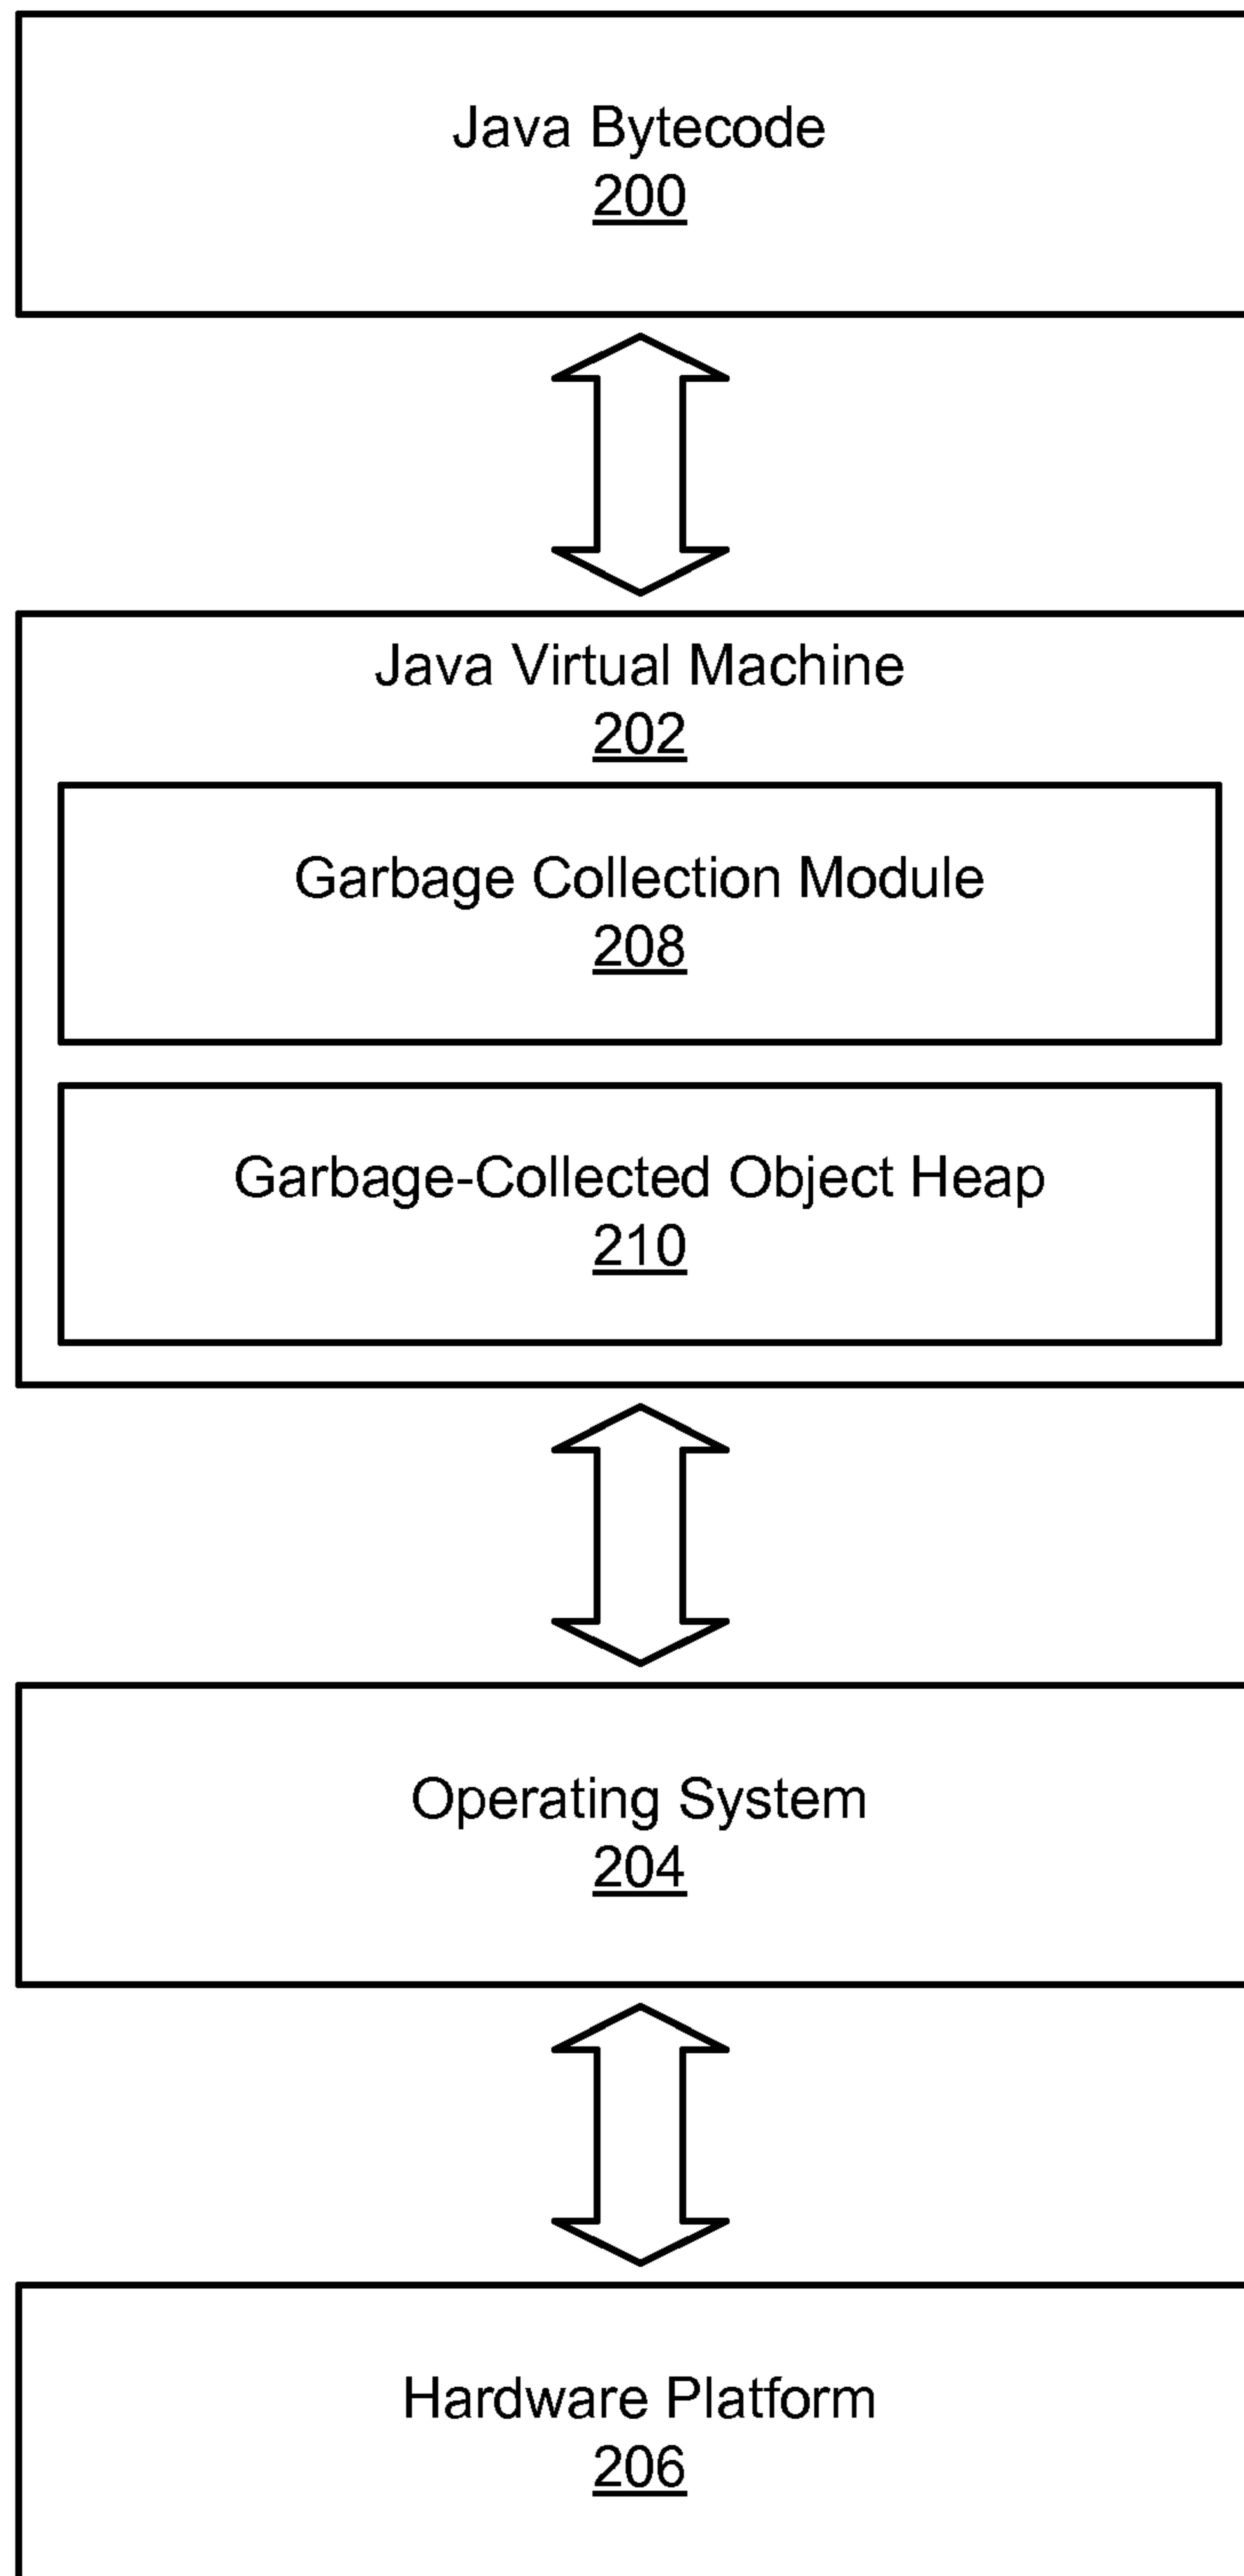 Java Bytecode
200
Java Virtual Machine
202
Garbage Collection Module
208
Garbage-Collected Object Heap
210
Operating System
204
Hardware Platform
206